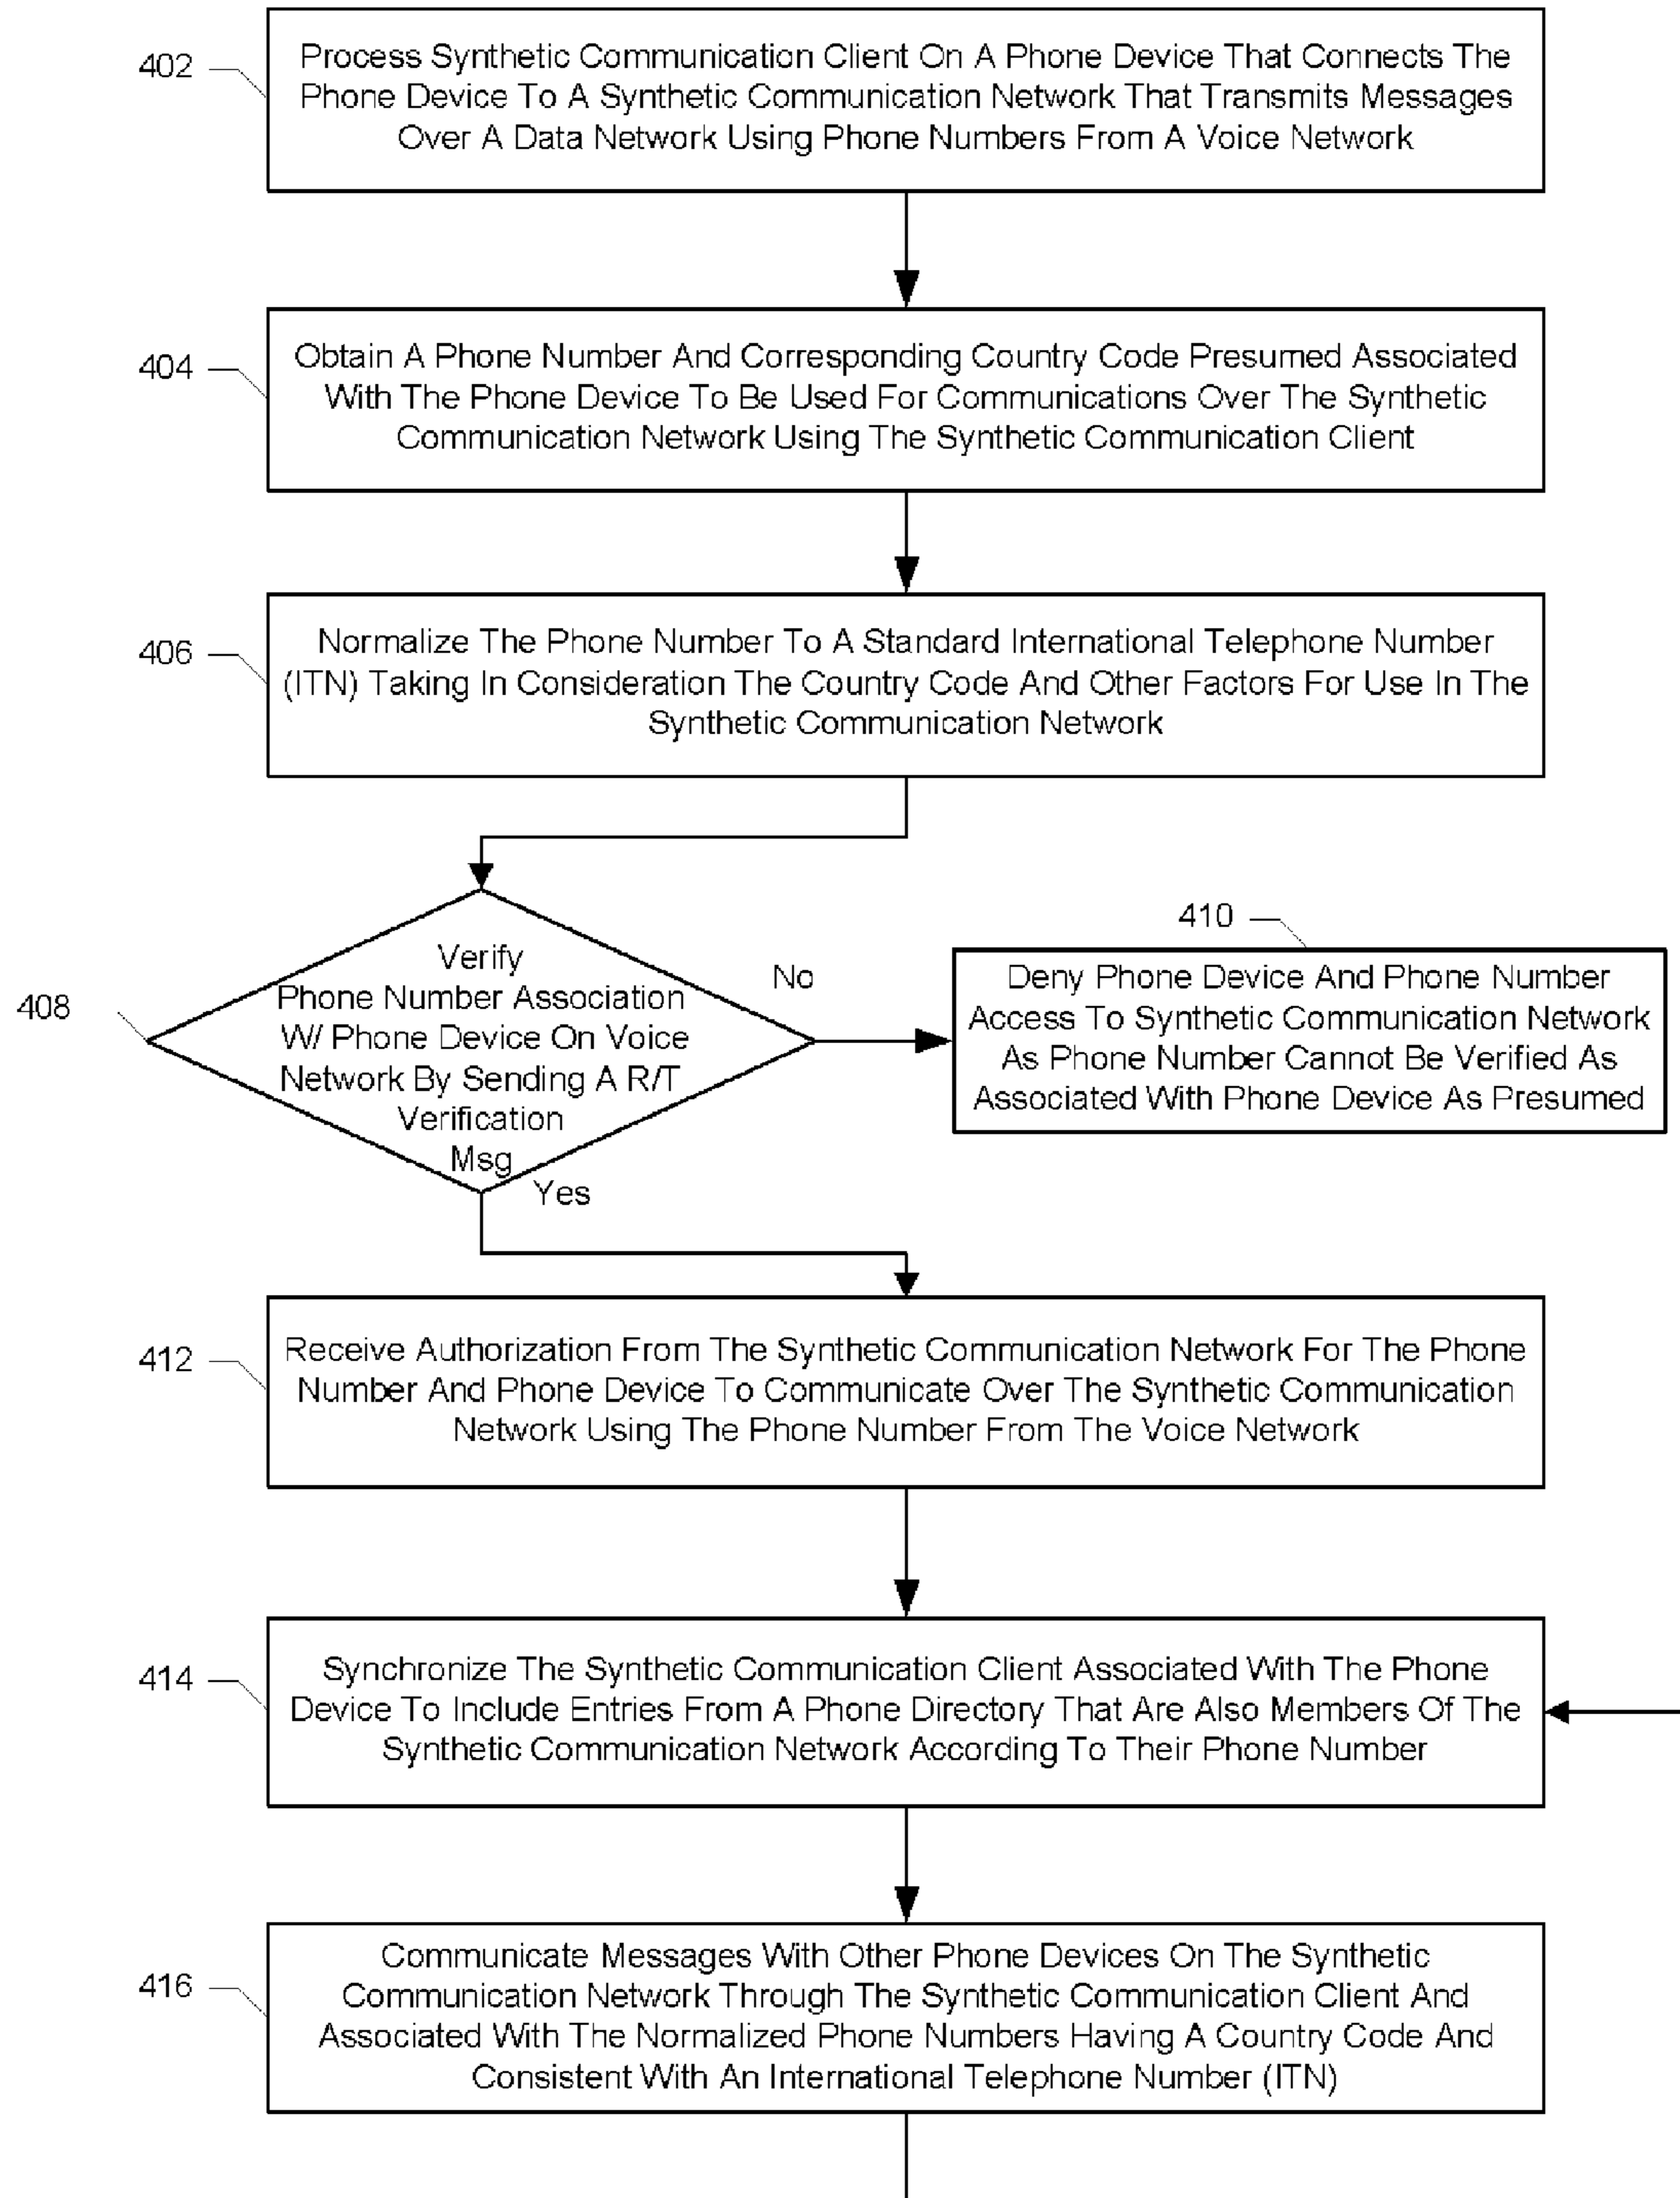 402
Process Synthetic Communication Client On A Phone Device That Connects The
Phone Device To A Synthetic Communication Network That Transmits Messages
Over A Data Network Using Phone Numbers From A Voice Network
404
Obtain A Phone Number And Corresponding Country Code Presumed Associated
With The Phone Device To Be Used For Communications Over The Synthetic
Communication Network Using The Synthetic Communication Client
406
Normalize The Phone Number To A Standard International Telephone Number
(ITN) Taking In Consideration The Country Code And Other Factors For Use In The
Synthetic Communication Network
408
Verify
Phone Number Association
W/ Phone Device On Voice
Network By Sending A R/T
Verification
Msg
No
Yes
410
Deny Phone Device And Phone Number
Access To Synthetic Communication Network
As Phone Number Cannot Be Verified As
Associated With Phone Device As Presumed
412
Receive Authorization From The Synthetic Communication Network For The Phone
Number And Phone Device To Communicate Over The Synthetic Communication
Network Using The Phone Number From The Voice Network
414
Synchronize The Synthetic Communication Client Associated With The Phone
Device To Include Entries From A Phone Directory That Are Also Members Of The
Synthetic Communication Network According To Their Phone Number
416
Communicate Messages With Other Phone Devices On The Synthetic
Communication Network Through The Synthetic Communication Client And
Associated With The Normalized Phone Numbers Having A Country Code And
Consistent With An International Telephone Number (ITN)